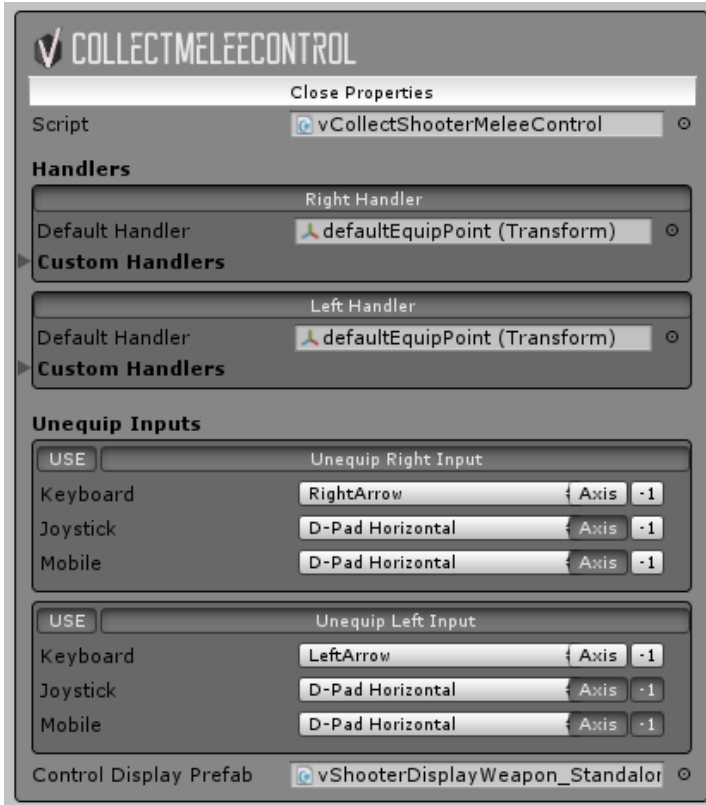 COLLECTMELEECONTROL
Close Properties
Script vCollectShooterMeleeControl
Handlers
Right Handler
Default Handler defaultEquipPoint (Transform)
Custom Handlers
Left Handler
Default Handler defaultEquipPoint (Transform)
Custom Handlers
Unequip Inputs
USE Unequip Right Input
Keyboard RightArrow Axis -1
Joystick D-Pad Horizontal Axis -1
Mobile D-Pad Horizontal Axis -1
USE Unequip Left Input
Keyboard LeftArrow Axis -1
Joystick D-Pad Horizontal Axis -1
Mobile D-Pad Horizontal Axis -1
Control Display Prefab vShooterDisplayWeapon_Standalor